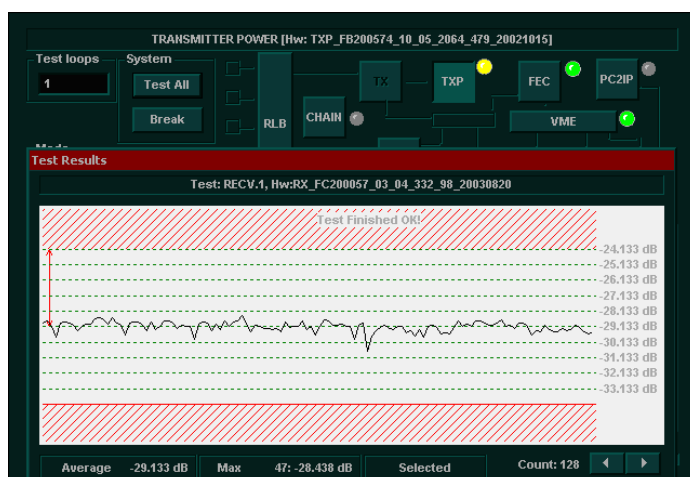 TRANSMITTER POWER [Hw: TXP_FB200574_10_05_2064_479_20021015]
Test loops
System
1
Test All
Break
RLB
CHAIN
TX
TXP
FEC
PC2IP
VME
Mode
Test Results
Test: RECV.1, Hw:RX_FC200057_03_04_332_98_20030820
Test Finished OK!
-24.133 dB
-25.133 dB
-26.133 dB
-27.133 dB
-28.133 dB
-29.133 dB
-30.133 dB
-31.133 dB
-32.133 dB
-33.133 dB
Average -29.133 dB
Max 47: -28.438 dB
Selected
Count: 128